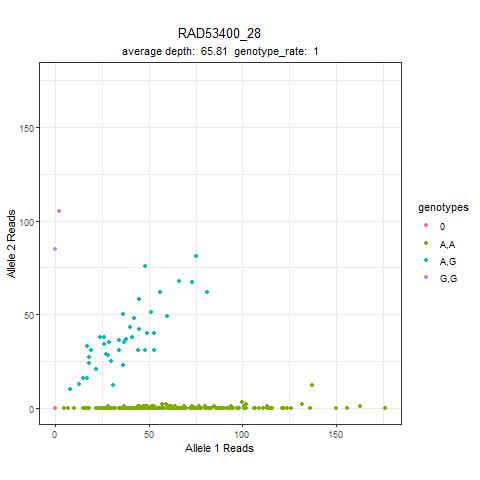 RAD53400_28
average depth: 65.81 genotype_rate: 1
150
100
50
0
Allele 2 Reads
0 50 100 150
Allele 1 Reads
genotypes
0
A,A
A,G
G,G